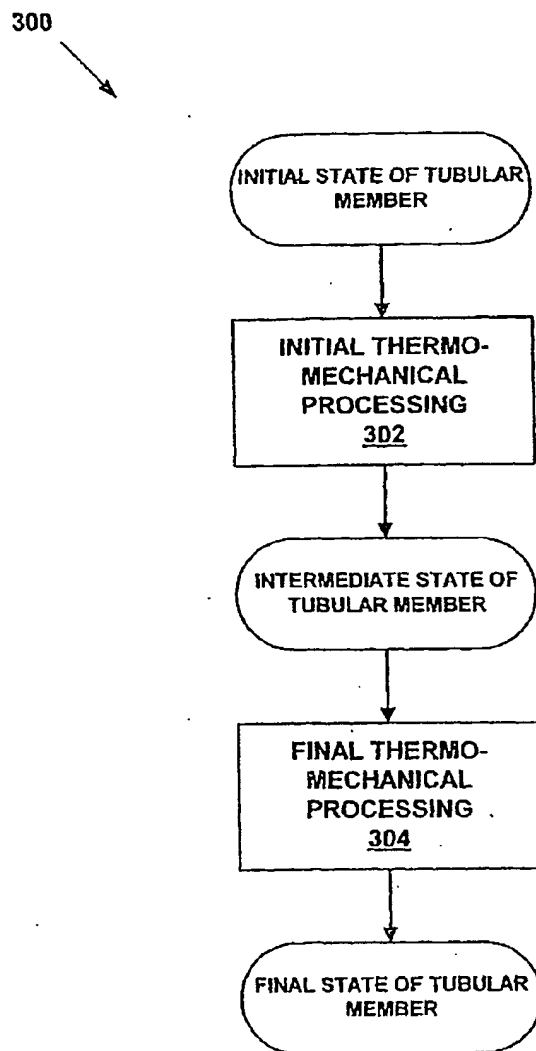 300
INITIAL STATE OF TUBULAR
MEMBER
INITIAL THERMO-
MECHANICAL
PROCESSING
302
INTERMEDIATE STATE OF
TUBULAR MEMBER
FINAL THERMO-
MECHANICAL
PROCESSING
304
FINAL STATE OF TUBULAR
MEMBER